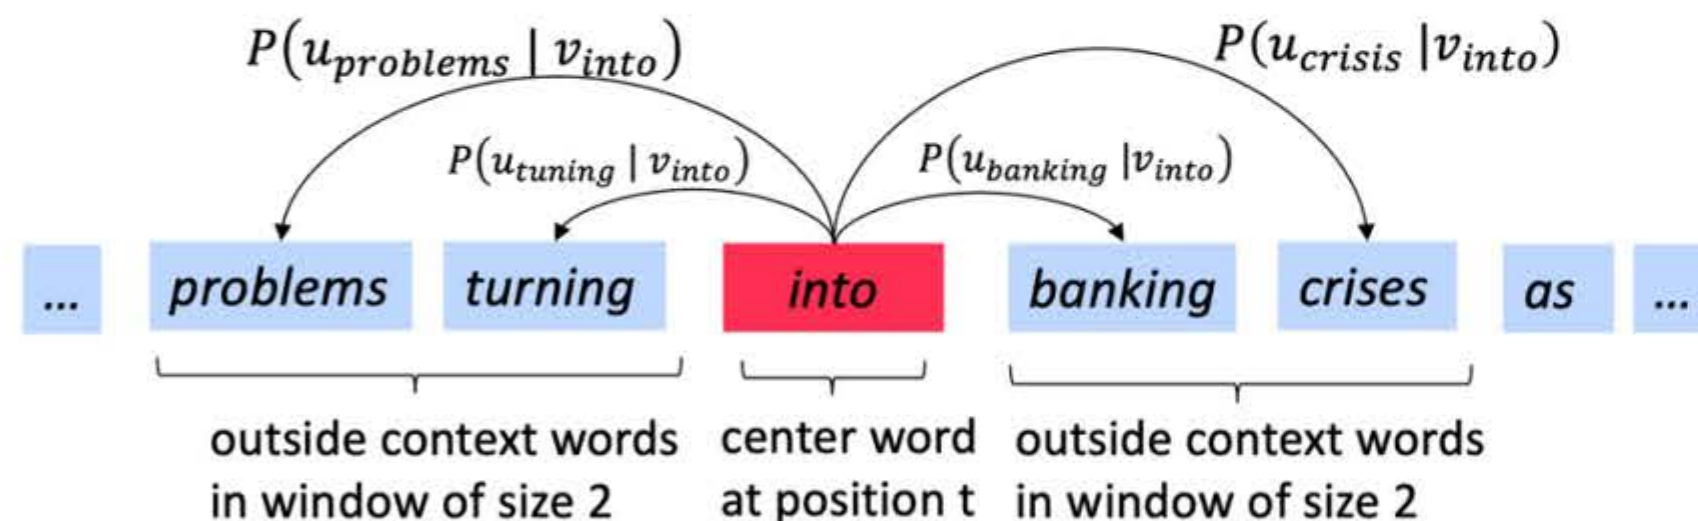 P(u_problems | v_into)
P(u_crisis |v_into)
P(u_tuning | v_into)
P(u_banking |v_into)
... problems turning into banking crises as ...
outside context words
in window of size 2
center word
at position t
outside context words
in window of size 2